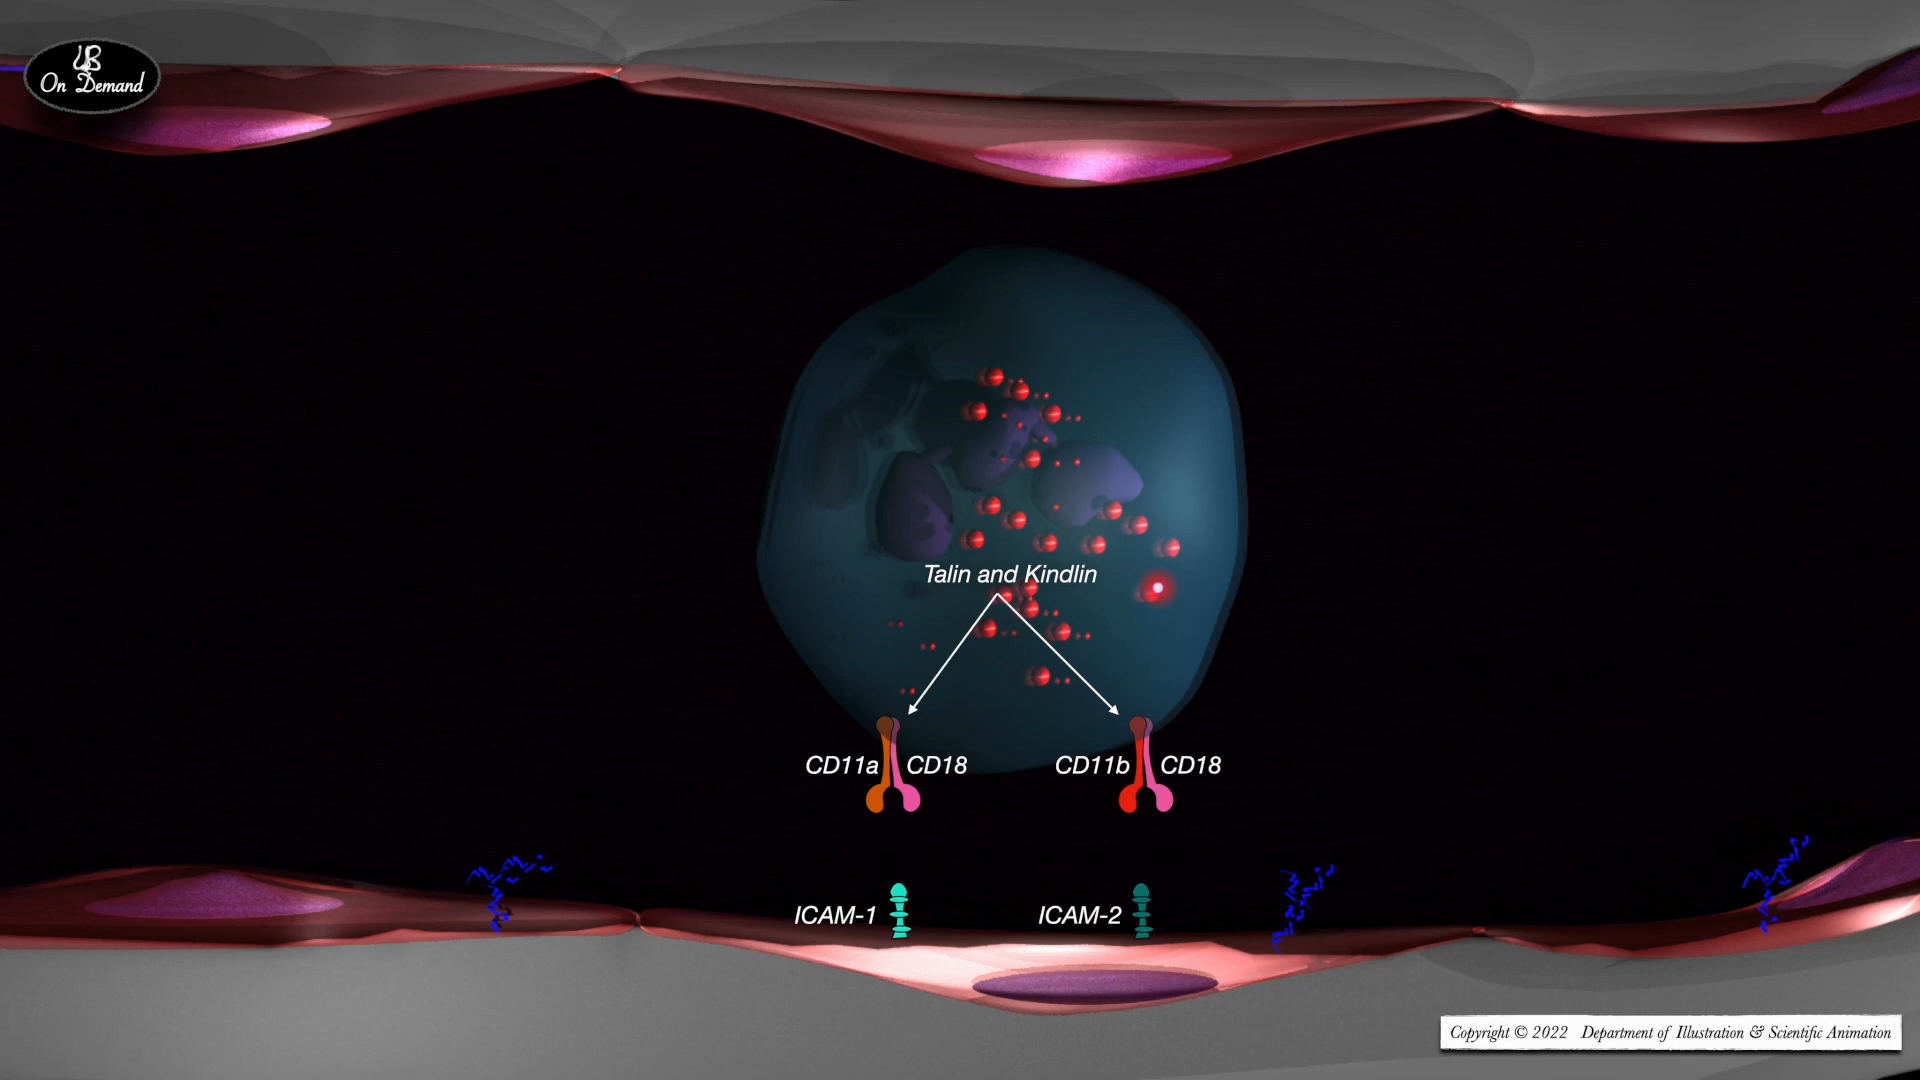 LB
On Demand
Talin and Kindlin
CD11a CD18
CD11b CD18
ICAM-1
ICAM-2
Copyright © 2022 Department of Illustration & Scientific Animation